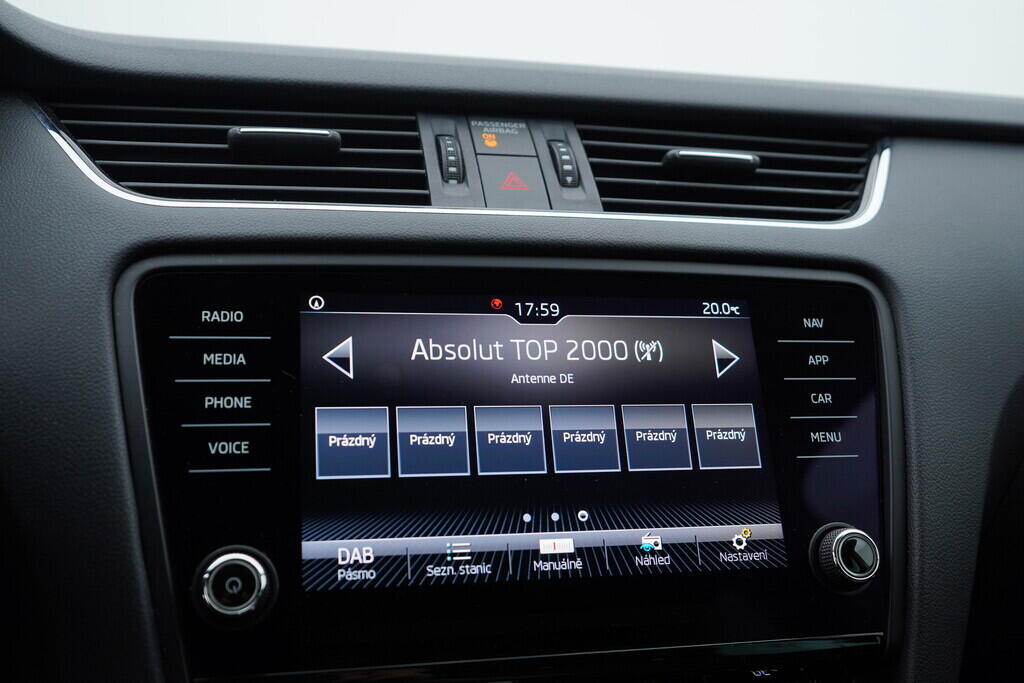 PASSENGER
AIRBAG
ON
RADIO
MEDIA
PHONE
VOICE
17:59
20.0°C
Absolut TOP 2000
Antenne DE
Prázdný
Prázdný
Prázdný
Prázdný
Prázdný
Prázdný
DAB
Pásmo
Sezn. stanic
Manuálně
Náhled
Nastavení
NAV
APP
CAR
MENU